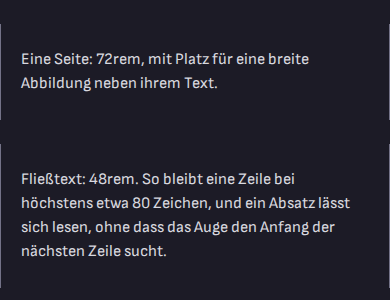 Eine Seite: 72rem, mit Platz für eine breite
Abbildung neben ihrem Text.
Fließtext: 48rem. So bleibt eine Zeile bei
höchstens etwa 80 Zeichen, und ein Absatz lässt
sich lesen, ohne dass das Auge den Anfang der
nächsten Zeile sucht.